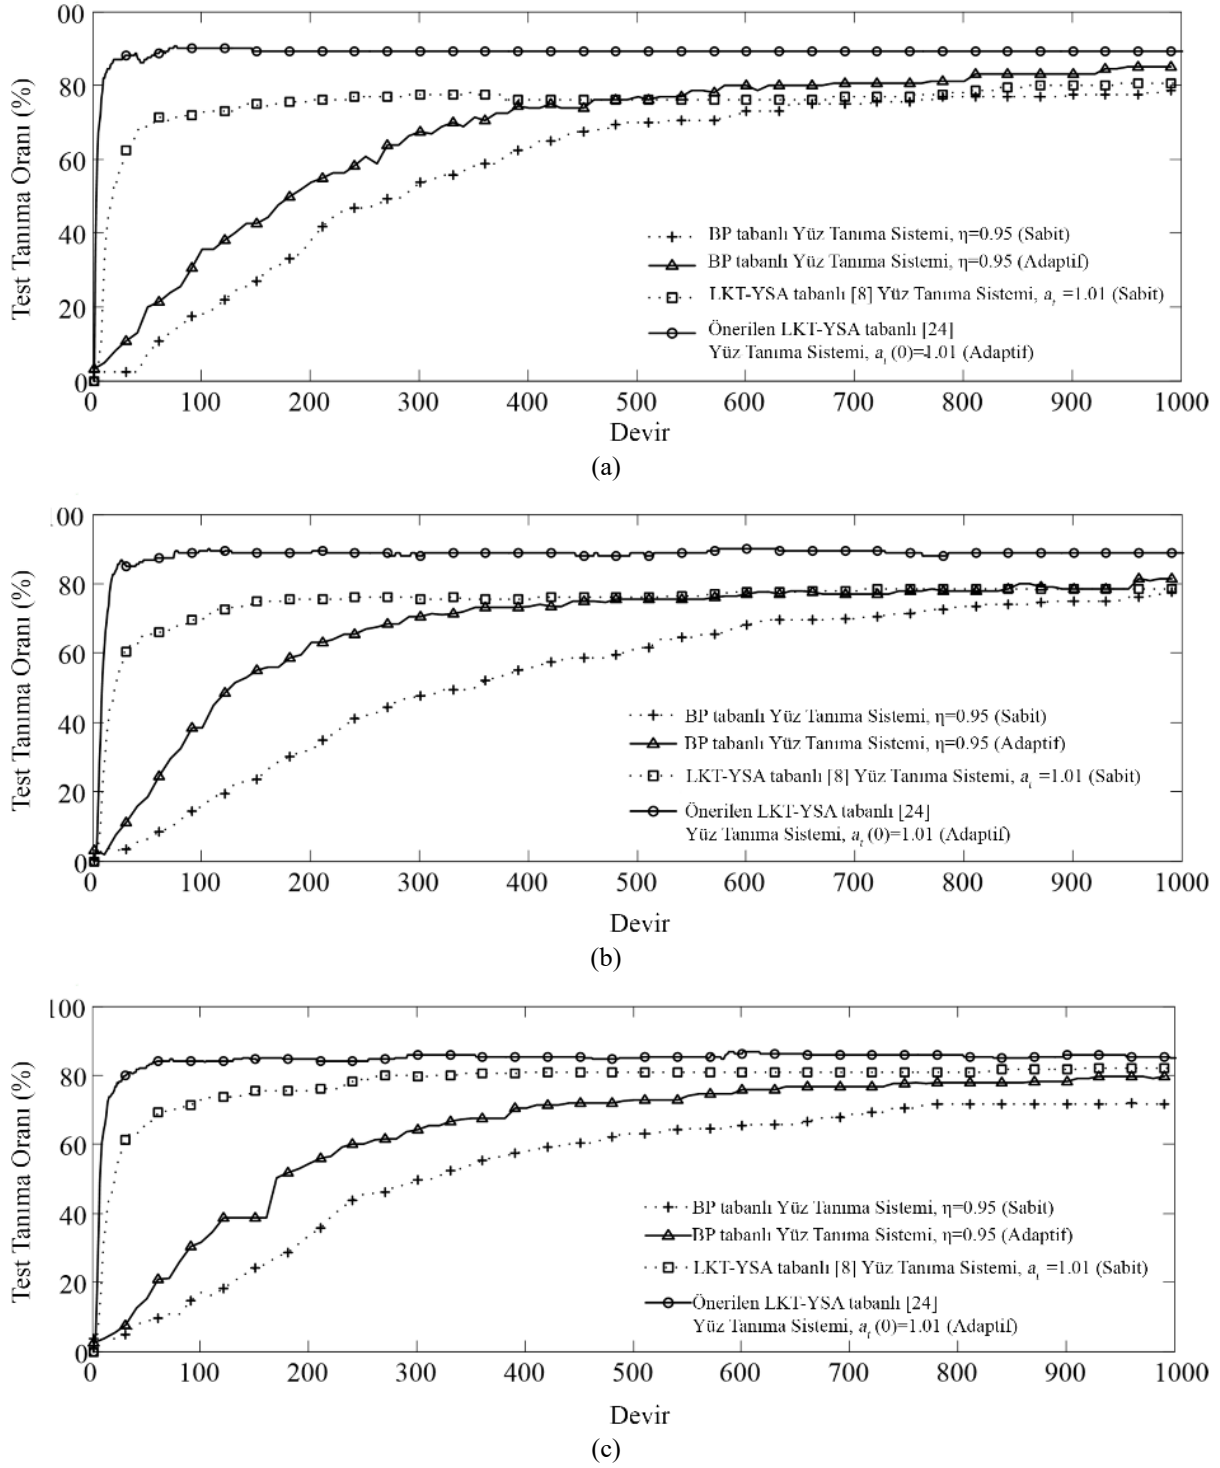 00
80
60
40
20
0
Test Tanıma Oranı (%)
BP tabanlı Yüz Tanıma Sistemi, η=0.95 (Sabit)
BP tabanlı Yüz Tanıma Sistemi, η=0.95 (Adaptif)
LKT-YSA tabanlı [8] Yüz Tanıma Sistemi, a_t =1.01 (Sabit)
Önerilen LKT-YSA tabanlı [24]
Yüz Tanıma Sistemi, a_t (0)=1.01 (Adaptif)
0 100 200 300 400 500 600 700 800 900 1000
Devir
(a)
100
80
60
40
20
0
Test Tanıma Oranı (%)
BP tabanlı Yüz Tanıma Sistemi, η=0.95 (Sabit)
BP tabanlı Yüz Tanıma Sistemi, η=0.95 (Adaptif)
LKT-YSA tabanlı [8] Yüz Tanıma Sistemi, a_t =1.01 (Sabit)
Önerilen LKT-YSA tabanlı [24]
Yüz Tanıma Sistemi, a_t (0)=1.01 (Adaptif)
0 100 200 300 400 500 600 700 800 900 1000
Devir
(b)
100
80
60
40
20
0
Test Tanıma Oranı (%)
BP tabanlı Yüz Tanıma Sistemi, η=0.95 (Sabit)
BP tabanlı Yüz Tanıma Sistemi, η=0.95 (Adaptif)
LKT-YSA tabanlı [8] Yüz Tanıma Sistemi, a_t =1.01 (Sabit)
Önerilen LKT-YSA tabanlı [24]
Yüz Tanıma Sistemi, a_t (0)=1.01 (Adaptif)
0 100 200 300 400 500 600 700 800 900 1000
Devir
(c)